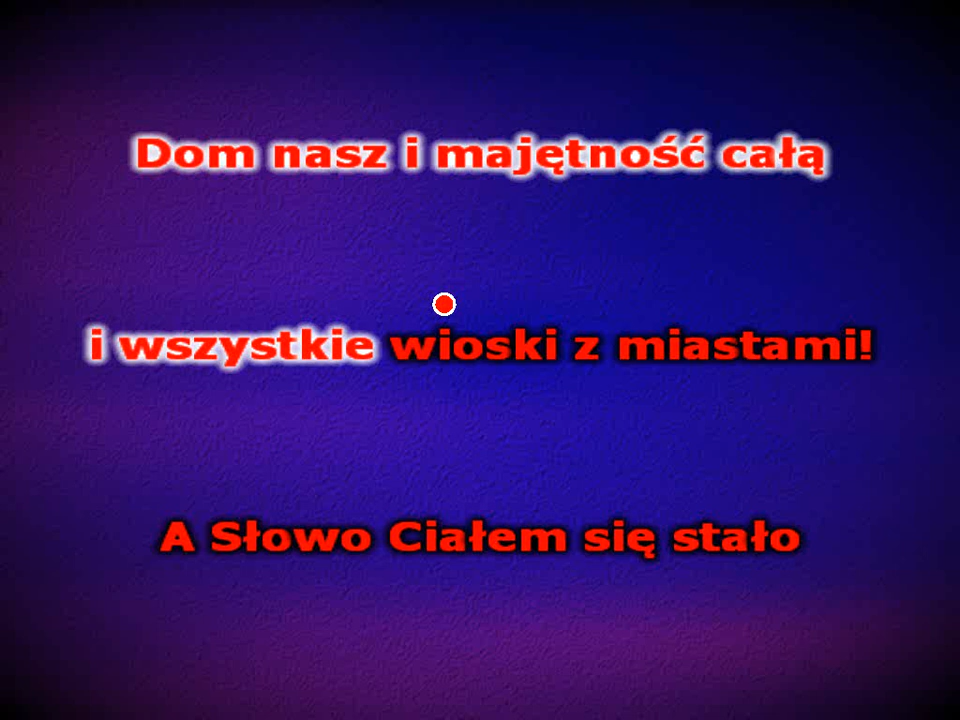 Dom nasz i majętność całą
i wszystkie wioski z miastami!
A Słowo Ciałem się stało